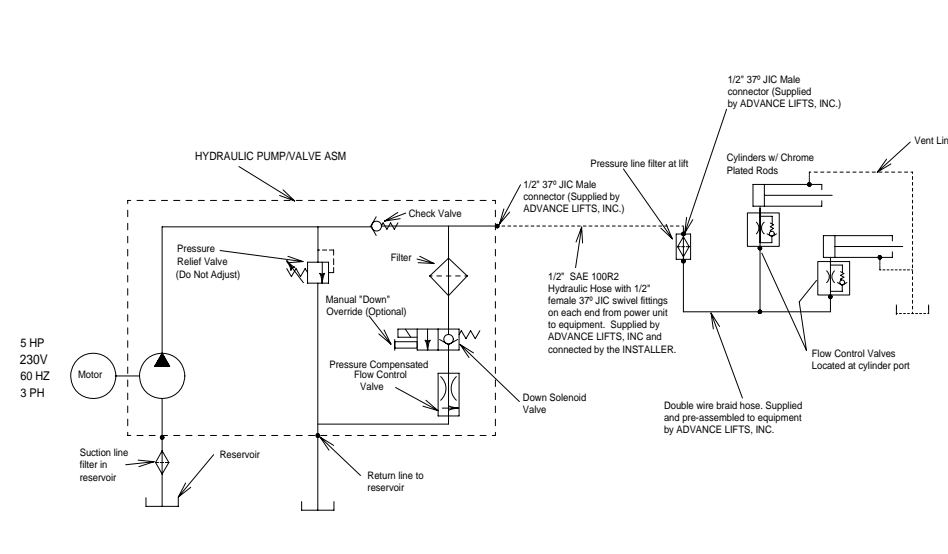 1/2" 37º JIC Male
connector (Supplied
by ADVANCE LIFTS, INC.)
Vent Lin
HYDRAULIC PUMP/VALVE ASM
Pressure line filter at lift
Cylinders w/ Chrome
Plated Rods
1/2" 37º JIC Male
connector (Supplied by
ADVANCE LIFTS, INC.)
Check Valve
Pressure
Relief Valve
(Do Not Adjust)
Filter
1/2"  SAE 100R2
Hydraulic Hose with 1/2"
female 37º JIC swivel fittings
on each end from power unit
to equipment.  Supplied by
ADVANCE LIFTS, INC and
connected by the INSTALLER.
Manual "Down"
Override (Optional)
5 HP
230V
60 HZ
3 PH
Motor
Pressure Compensated
Flow Control
Valve
Flow Control Valves
Located at cylinder port
Down Solenoid
Valve
Double wire braid hose. Supplied
and pre-assembled to equipment
by ADVANCE LIFTS, INC.
Suction line
filter in
reservoir
Reservoir
Return line to
reservoir